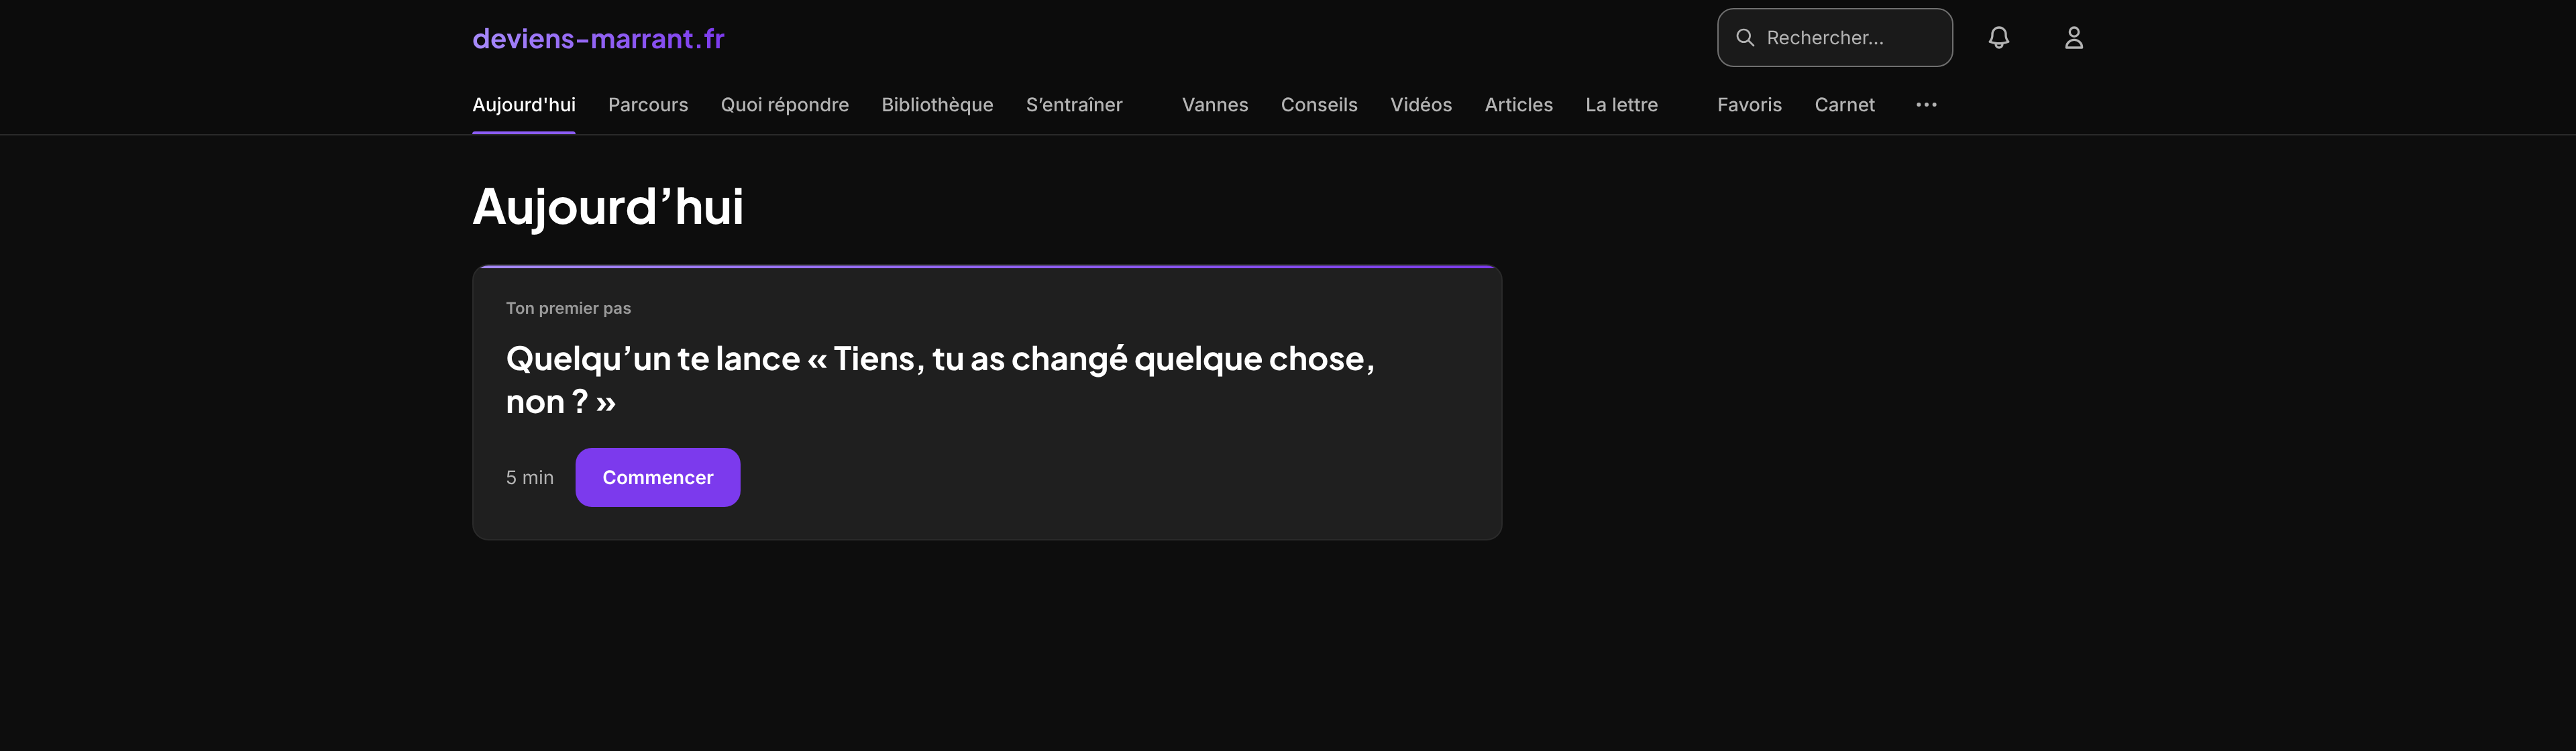 deviens-marrant.fr
Rechercher...
Aujourd'hui Parcours Quoi répondre Bibliothèque S’entraîner Vannes Conseils Vidéos Articles La lettre Favoris Carnet ···
Aujourd’hui
Ton premier pas
Quelqu’un te lance « Tiens, tu as changé quelque chose,
non ? »
5 min Commencer